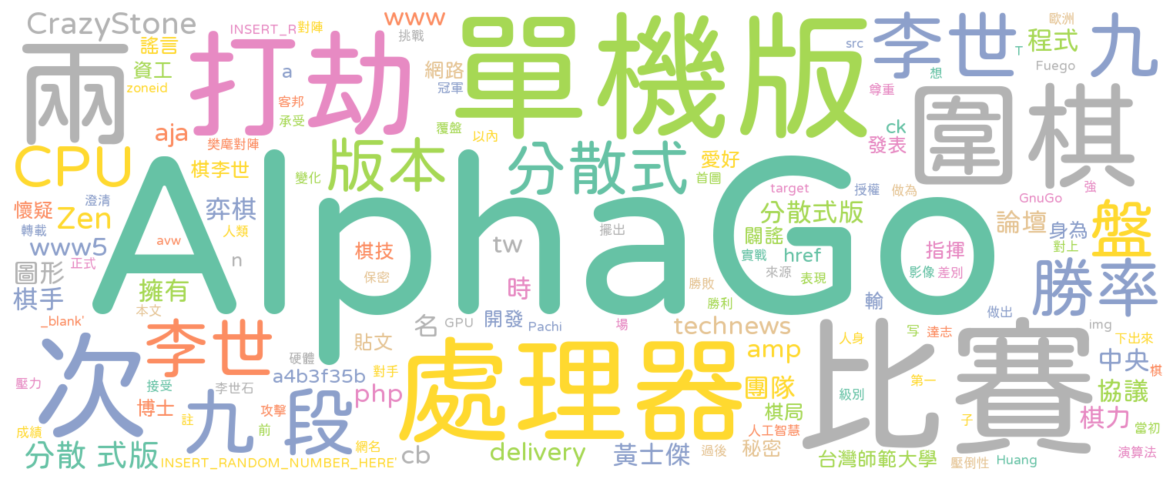 CrazyStone
謠言
INSERT_R
對陣
www
挑戰
歐洲
兩
打劫
單機版
李世
九
程式
src
T
資工
zoneid
a
網路
冠軍
想
Fuego
尊重
圍棋
客邦
承受
aja
樊麾對陣
覆盤
以內
ck
發表
CPU
棋李世
版本
分散式
愛好
首圖
變化
target
授權
做為
GnuGo
強
懷疑
澄清
Zen
弈棋
AlphaGo
分散式版
論壇
身為
盤
轉載
人類
www5
正式
avw
n
棋技
tw
擺出
闢謠
實戰
href
指揮
對上
圖形
保密
來源
影像
差別
表現
棋手
本文
擁有
時
勝敗
勝利
輸
做出
勝率
_blank'
李世
名
GPU
開發
Pachi
場
technews
img
次
貼文
人身
写
達志
下出來
硬體
amp
中央
壓力
接受
a4b3f35b
對手
處理器
比賽
級別
第一
棋
李世石
php
團隊
協議
博士
九段
攻擊
棋局
子
棋力
當初
成績
註
前
網名
人工智慧
分散 式版
INSERT_RANDOM_NUMBER_HERE'
cb
delivery
黃士傑
過後
秘密
台灣師範大學
壓倒性
Huang
演算法